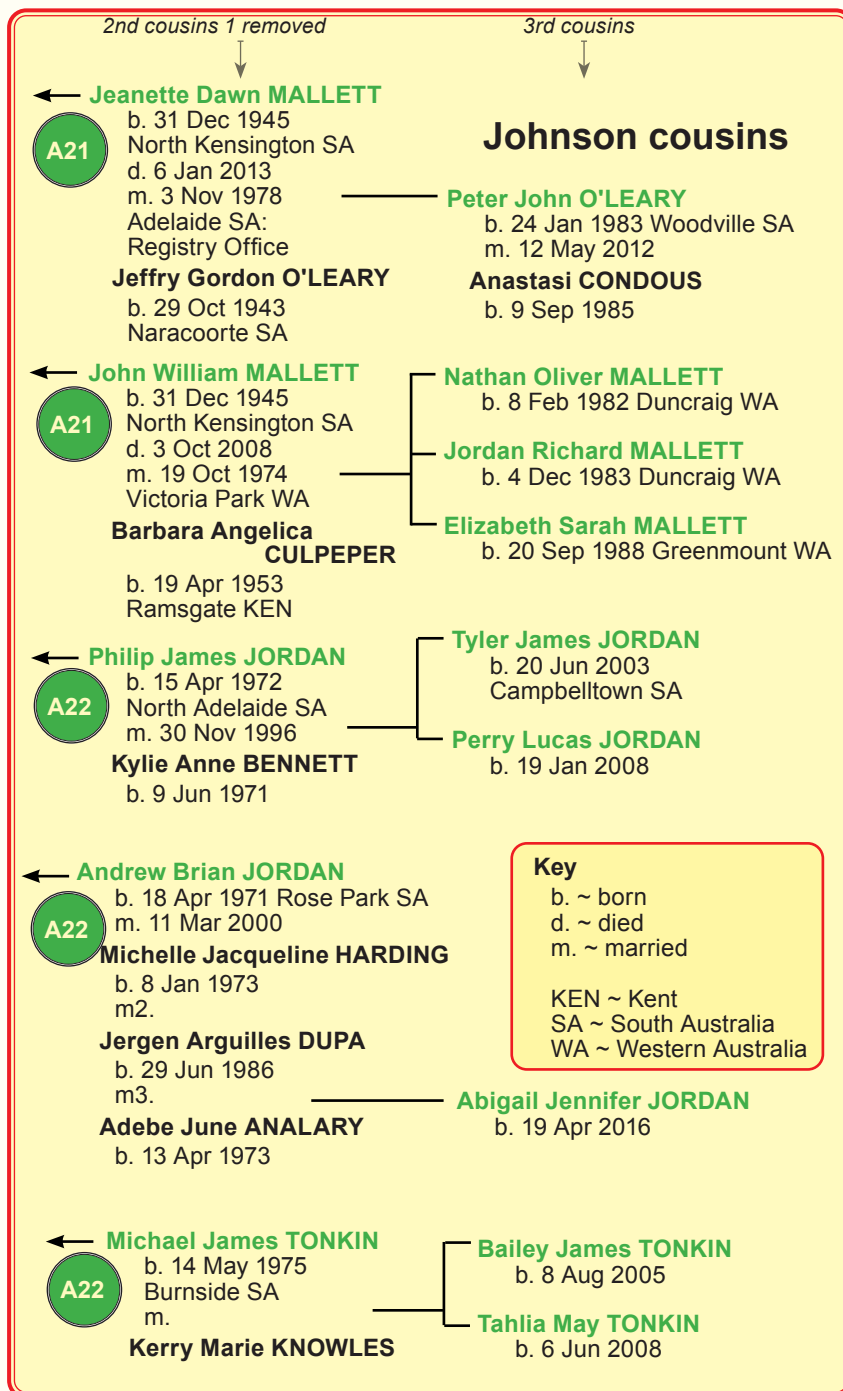 2nd cousins 1 removed
3rd cousins
Johnson cousins
Jeanette Dawn MALLETT
A21
b. 31 Dec 1945
North Kensington SA
d. 6 Jan 2013
m. 3 Nov 1978
Adelaide SA:
Registry Office
Jeffry Gordon O'LEARY
b. 29 Oct 1943
Naracoorte SA
Peter John O'LEARY
b. 24 Jan 1983 Woodville SA
m. 12 May 2012
Anastasi CONDOUS
b. 9 Sep 1985
John William MALLETT
A21
b. 31 Dec 1945
North Kensington SA
d. 3 Oct 2008
m. 19 Oct 1974
Victoria Park WA
Barbara Angelica
CULPEPER
b. 19 Apr 1953
Ramsgate KEN
Nathan Oliver MALLETT
b. 8 Feb 1982 Duncraig WA
Jordan Richard MALLETT
b. 4 Dec 1983 Duncraig WA
Elizabeth Sarah MALLETT
b. 20 Sep 1988 Greenmount WA
Philip James JORDAN
A22
b. 15 Apr 1972
North Adelaide SA
m. 30 Nov 1996
Kylie Anne BENNETT
b. 9 Jun 1971
Tyler James JORDAN
b. 20 Jun 2003
Campbelltown SA
Perry Lucas JORDAN
b. 19 Jan 2008
Andrew Brian JORDAN
A22
b. 18 Apr 1971 Rose Park SA
m. 11 Mar 2000
Michelle Jacqueline HARDING
b. 8 Jan 1973
m2.
Jergen Arguilles DUPA
b. 29 Jun 1986
m3.
Adebe June ANALARY
b. 13 Apr 1973
Abigail Jennifer JORDAN
b. 19 Apr 2016
Key
b. ~ born
d. ~ died
m. ~ married
KEN ~ Kent
SA ~ South Australia
WA ~ Western Australia
Michael James TONKIN
A22
b. 14 May 1975
Burnside SA
m.
Kerry Marie KNOWLES
Bailey James TONKIN
b. 8 Aug 2005
Tahlia May TONKIN
b. 6 Jun 2008